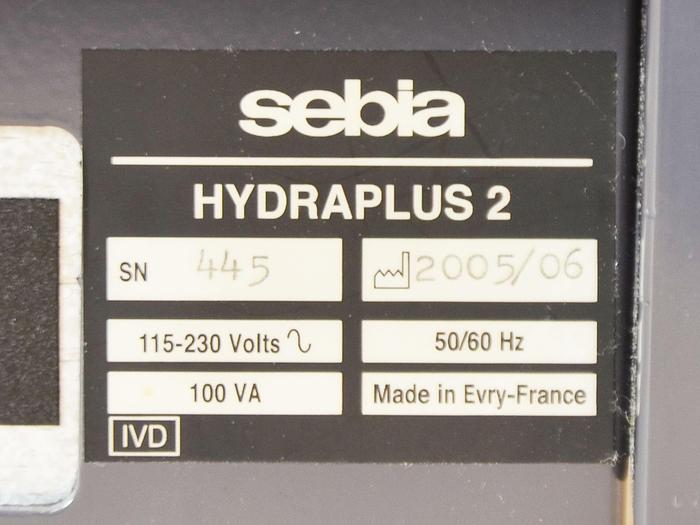 sebia
HYDRAPLUS 2
SN 445
2005/06
115-230 Volts ∿
50/60 Hz
100 VA
Made in Evry-France
IVD